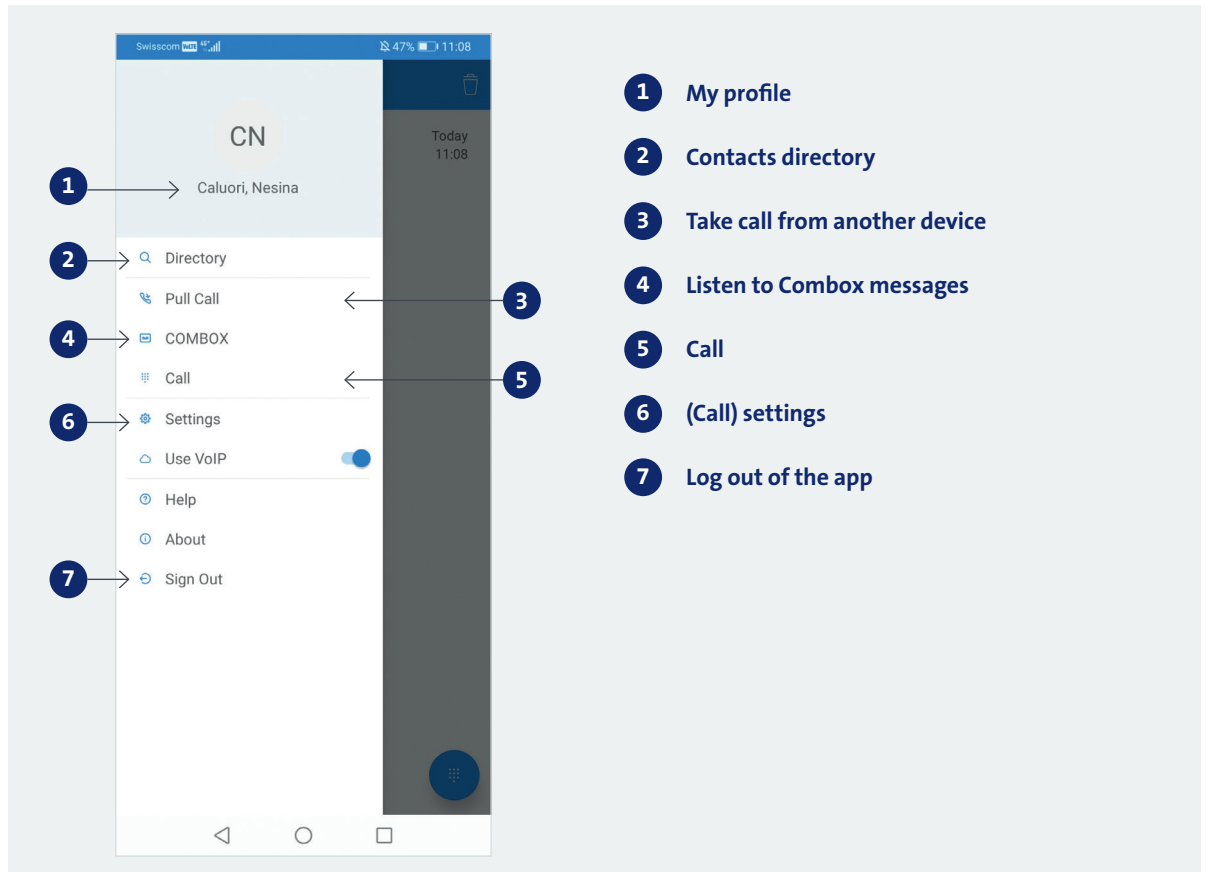 Swisscom VoLTE 47% 11:08
CN
Today
11:08
1
Caluori, Nesina
2
Directory
Pull Call
3
4
COMBOX
Call
5
6
Settings
Use VoIP
Help
About
7
Sign Out
1 My profile
2 Contacts directory
3 Take call from another device
4 Listen to Combox messages
5 Call
6 (Call) settings
7 Log out of the app